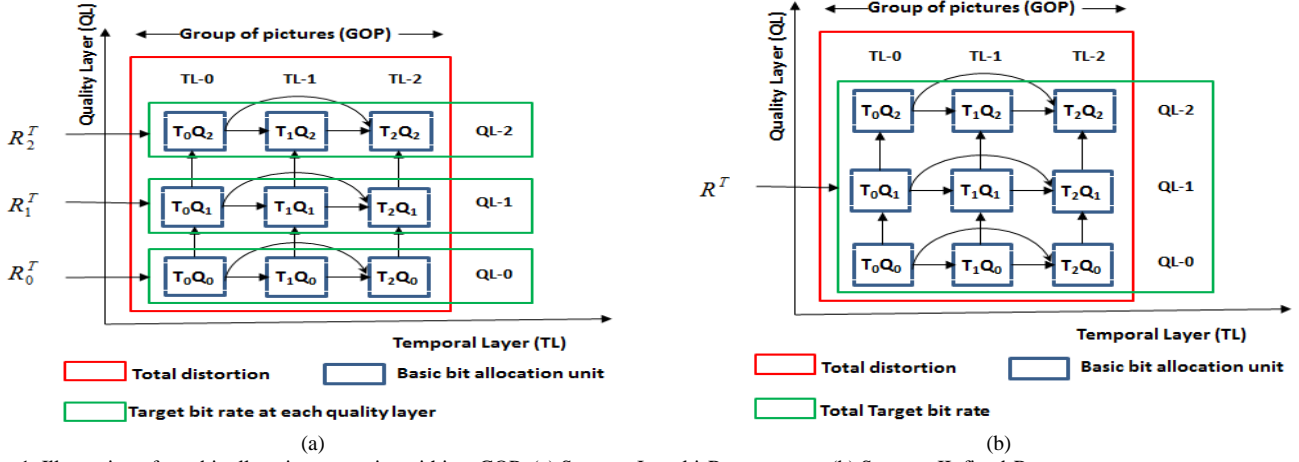 Group of pictures (GOP)
Quality Layer (QL)
TL-0 TL-1 TL-2
R₂ᵀ T₀Q₂ T₁Q₂ T₂Q₂ QL-2
R₁ᵀ T₀Q₁ T₁Q₁ T₂Q₁ QL-1
R₀ᵀ T₀Q₀ T₁Q₀ T₂Q₀ QL-0
Temporal Layer (TL)
Total distortion Basic bit allocation unit
Target bit rate at each quality layer
(a)
Group of pictures (GOP)
Quality Layer (QL)
TL-0 TL-1 TL-2
T₀Q₂ T₁Q₂ T₂Q₂ QL-2
Rᵀ T₀Q₁ T₁Q₁ T₂Q₁ QL-1
T₀Q₀ T₁Q₀ T₂Q₀ QL-0
Temporal Layer (TL)
Total distortion Basic bit allocation unit
Total Target bit rate
(b)